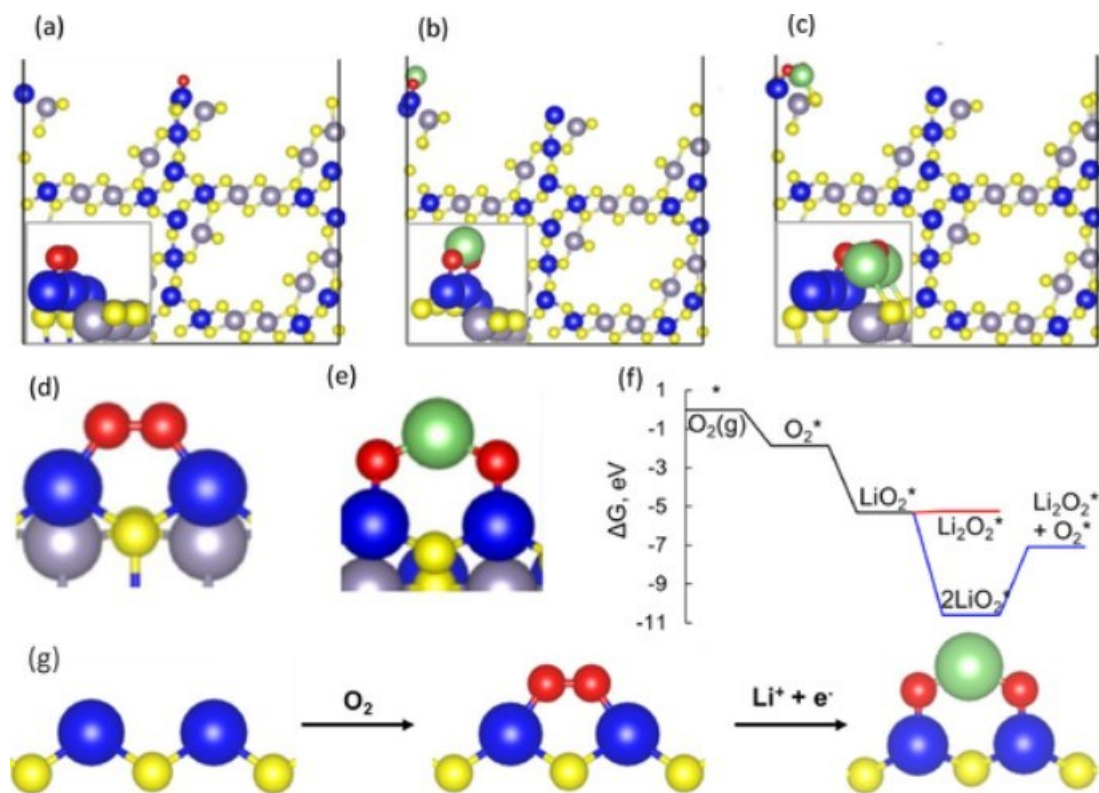 (a)
(b)
(c)
(d)
(e)
(f)
1
-1
-3
-5
-7
-9
-11
ΔG, eV
*
O₂(g)
O₂*
LiO₂*
Li₂O₂*
2LiO₂*
Li₂O₂*
+ O₂*
(g)
O₂
Li⁺ + e⁻